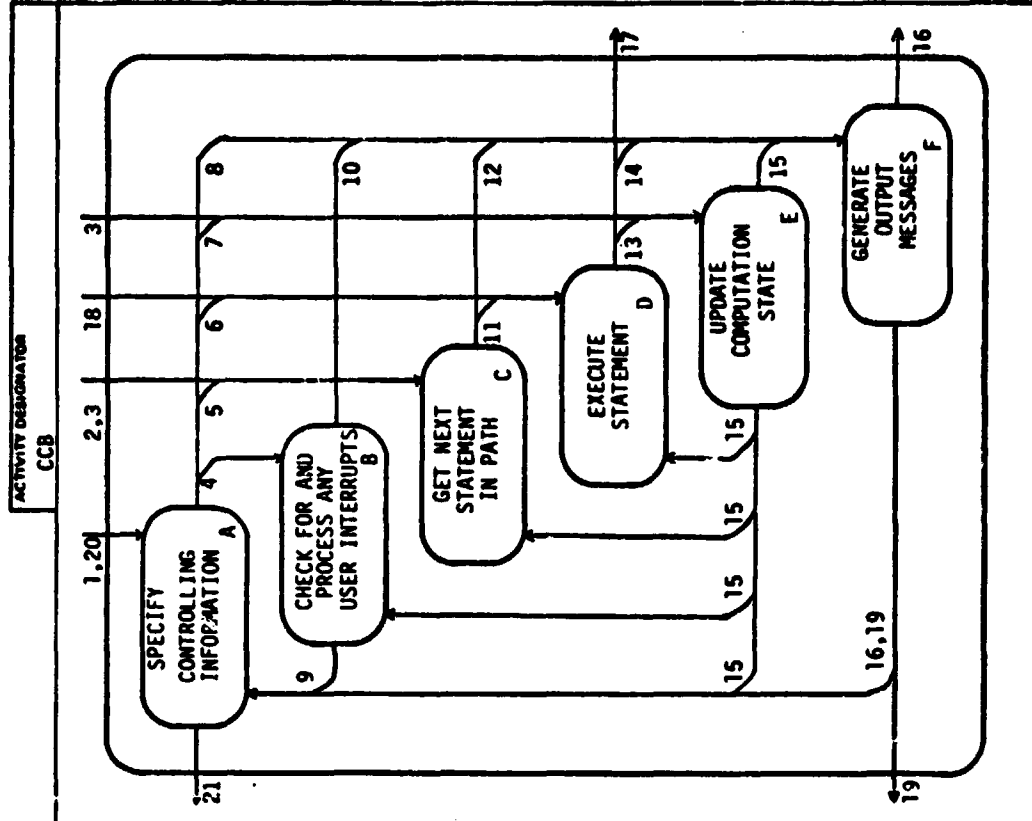 ACTIVITY DESIGNATOR
CCB
1,20
2,3
18
3
SPECIFY
CONTROLLING
INFORMATION
A
21
4
5
6
7
8
CHECK FOR AND
PROCESS ANY
USER INTERRUPTS
B
9
10
GET NEXT
STATEMENT
IN PATH
C
11
12
EXECUTE
STATEMENT
D
13
14
17
UPDATE
COMPUTATION
STATE
E
15
15
15
15
15
GENERATE
OUTPUT
MESSAGES
F
16
16,19
19